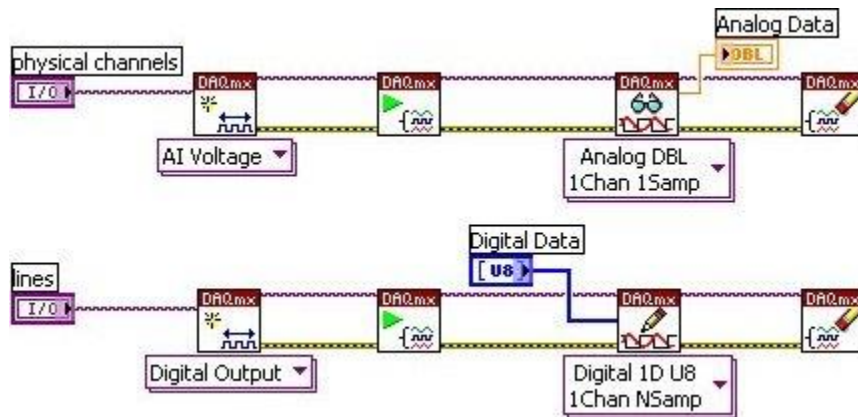 Analog Data
DBL
physical channels
I/O
DAQmx
DAQmx
DAQmx
DAQmx
AI Voltage
Analog DBL
1Chan 1Samp
Digital Data
[U8]
lines
I/O
DAQmx
DAQmx
DAQmx
DAQmx
Digital Output
Digital 1D U8
1Chan NSamp